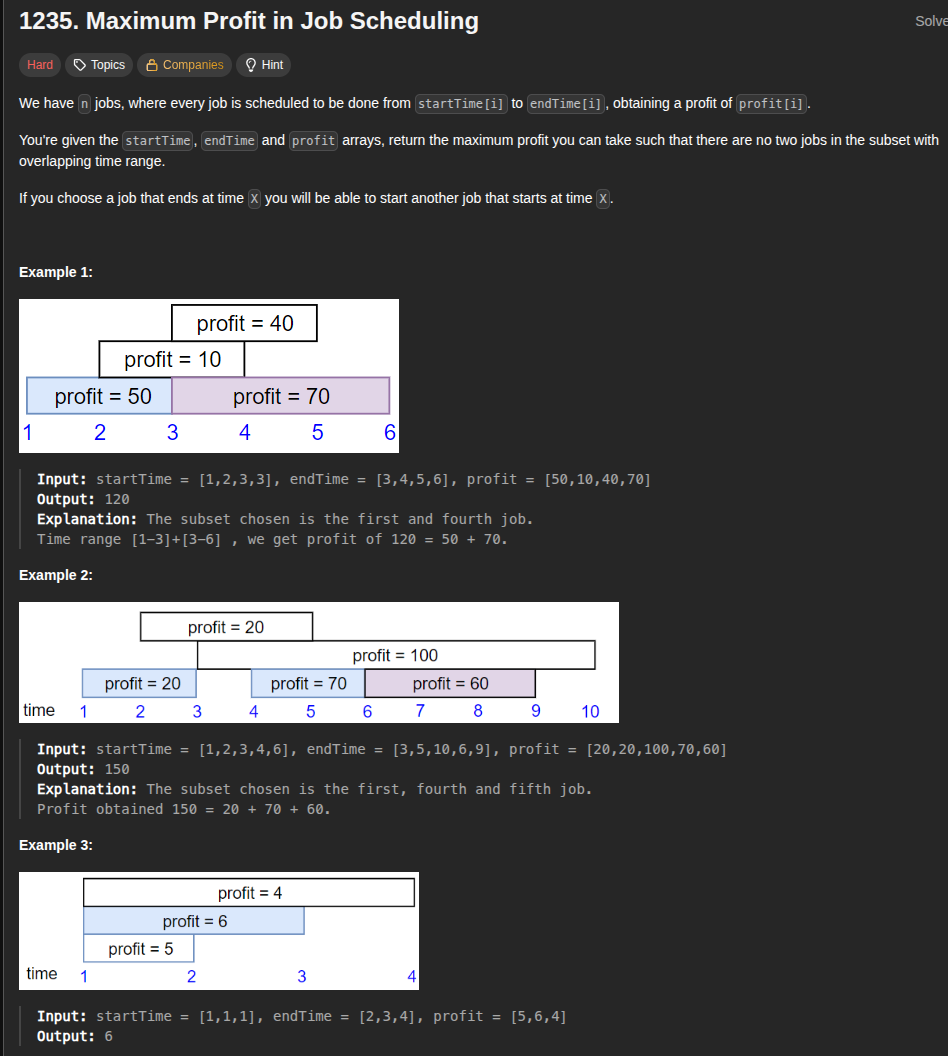 1235. Maximum Profit in Job Scheduling
Solve
Hard Topics Companies Hint
We have n jobs, where every job is scheduled to be done from startTime[i] to endTime[i], obtaining a profit of profit[i].
You're given the startTime, endTime and profit arrays, return the maximum profit you can take such that there are no two jobs in the subset with
overlapping time range.
If you choose a job that ends at time X you will be able to start another job that starts at time X.
Example 1:
profit = 40
profit = 10
profit = 50 profit = 70
1 2 3 4 5 6
Input: startTime = [1,2,3,3], endTime = [3,4,5,6], profit = [50,10,40,70]
Output: 120
Explanation: The subset chosen is the first and fourth job.
Time range [1-3]+[3-6] , we get profit of 120 = 50 + 70.
Example 2:
profit = 20
profit = 100
profit = 20 profit = 70 profit = 60
time 1 2 3 4 5 6 7 8 9 10
Input: startTime = [1,2,3,4,6], endTime = [3,5,10,6,9], profit = [20,20,100,70,60]
Output: 150
Explanation: The subset chosen is the first, fourth and fifth job.
Profit obtained 150 = 20 + 70 + 60.
Example 3:
profit = 4
profit = 6
profit = 5
time 1 2 3 4
Input: startTime = [1,1,1], endTime = [2,3,4], profit = [5,6,4]
Output: 6